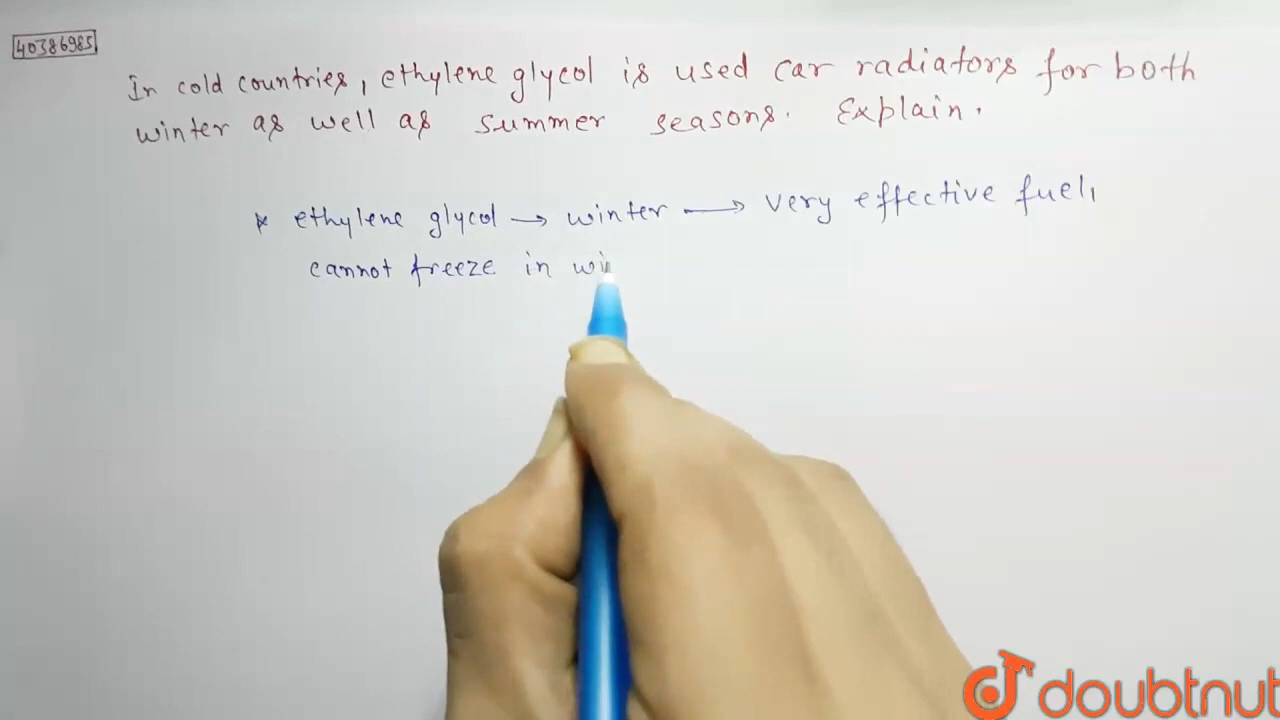 40386985
In cold countries, ethylene glycol is used car radiators for both
winter as well as summer seasons. Explain.
* ethylene glycol → winter → very effective fuel,
cannot freeze in wi
doubtnut